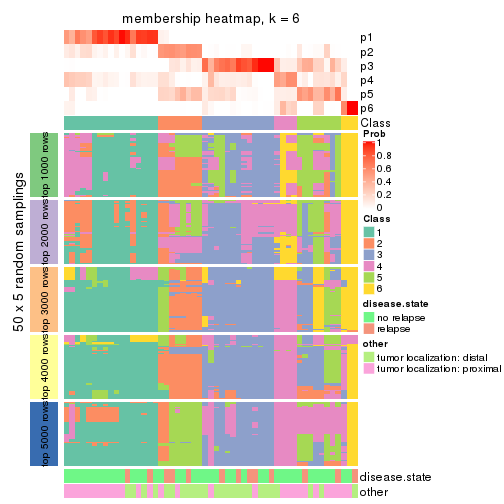 membership heatmap, k = 6
p1
p2
p3
p4
p5
p6
Class
50 x 5 random samplings
top 1000 rows
top 2000 rows
top 3000 rows
top 4000 rows
top 5000 rows
disease.state
other
Prob
1
0.8
0.6
0.4
0.2
0
Class
1
2
3
4
5
6
disease.state
no relapse
relapse
other
tumor localization: distal
tumor localization: proximal